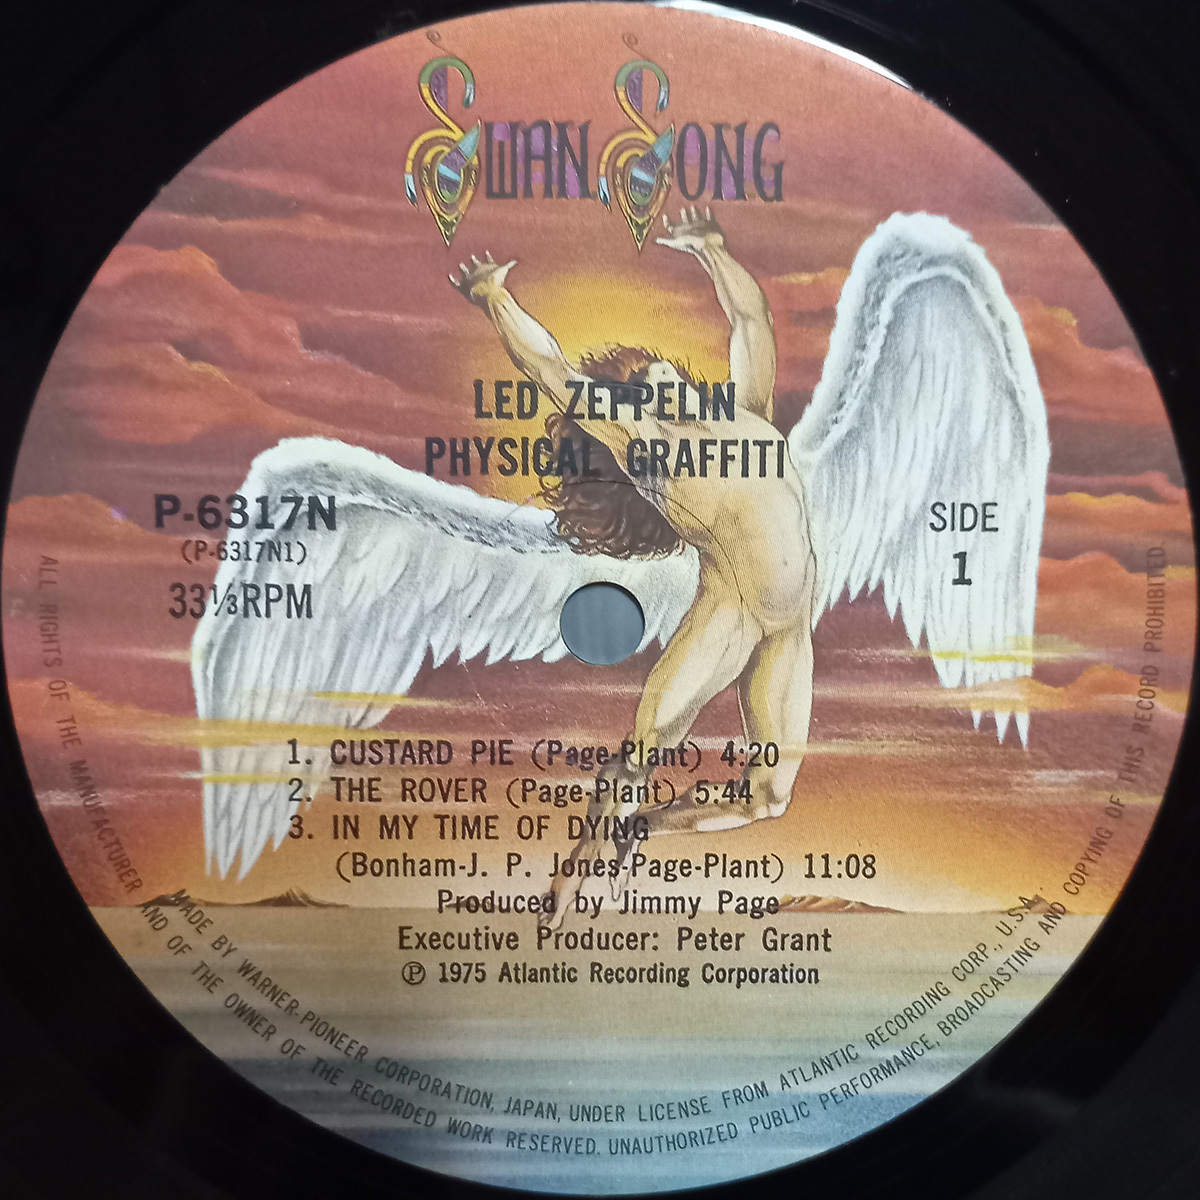 SWAN SONG
LED ZEPPELIN
PHYSICAL GRAFFITI
P-6317N
(P-6317N1)
33⅓RPM
SIDE
1
1. CUSTARD PIE (Page-Plant) 4:20
2. THE ROVER (Page-Plant) 5:44
3. IN MY TIME OF DYING
(Bonham-J. P. Jones-Page-Plant) 11:08
Produced by Jimmy Page
Executive Producer: Peter Grant
℗ 1975 Atlantic Recording Corporation
MADE BY WARNER-PIONEER CORPORATION, JAPAN, UNDER LICENSE FROM ATLANTIC RECORDING CORP., U.S.A.
ALL RIGHTS OF THE MANUFACTURER AND OF THE OWNER OF THE RECORDED WORK RESERVED. UNAUTHORIZED PUBLIC PERFORMANCE, BROADCASTING AND COPYING OF THIS RECORD PROHIBITED.